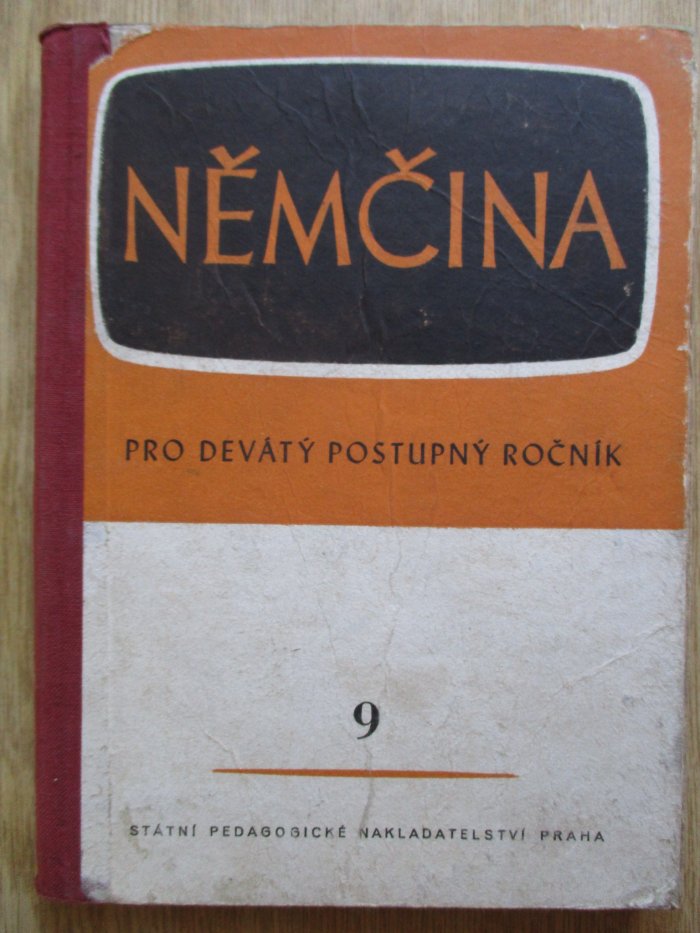 NĚMČINA
PRO DEVÁTÝ POSTUPNÝ ROČNÍK
9
STÁTNÍ PEDAGOGICKÉ NAKLADATELSTVÍ PRAHA